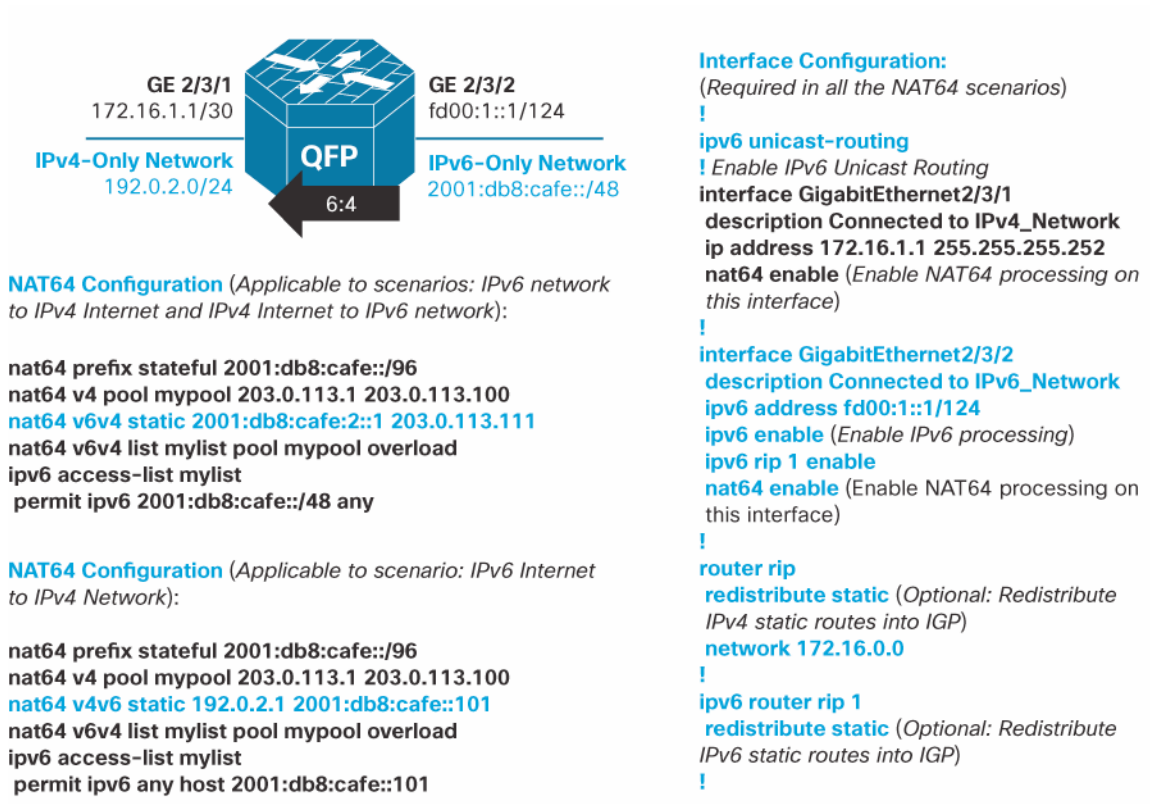 GE 2/3/1
172.16.1.1/30
IPv4-Only Network
192.0.2.0/24
QFP
6:4
GE 2/3/2
fd00:1::1/124
IPv6-Only Network
2001:db8:cafe::/48
NAT64 Configuration (Applicable to scenarios: IPv6 network
to IPv4 Internet and IPv4 Internet to IPv6 network):
nat64 prefix stateful 2001:db8:cafe::/96
nat64 v4 pool mypool 203.0.113.1 203.0.113.100
nat64 v6v4 static 2001:db8:cafe:2::1 203.0.113.111
nat64 v6v4 list mylist pool mypool overload
ipv6 access-list mylist
permit ipv6 2001:db8:cafe::/48 any
NAT64 Configuration (Applicable to scenario: IPv6 Internet
to IPv4 Network):
nat64 prefix stateful 2001:db8:cafe::/96
nat64 v4 pool mypool 203.0.113.1 203.0.113.100
nat64 v4v6 static 192.0.2.1 2001:db8:cafe::101
nat64 v6v4 list mylist pool mypool overload
ipv6 access-list mylist
permit ipv6 any host 2001:db8:cafe::101
Interface Configuration:
(Required in all the NAT64 scenarios)
!
ipv6 unicast-routing
! Enable IPv6 Unicast Routing
interface GigabitEthernet2/3/1
description Connected to IPv4_Network
ip address 172.16.1.1 255.255.255.252
nat64 enable (Enable NAT64 processing on
this interface)
!
interface GigabitEthernet2/3/2
description Connected to IPv6_Network
ipv6 address fd00:1::1/124
ipv6 enable (Enable IPv6 processing)
ipv6 rip 1 enable
nat64 enable (Enable NAT64 processing on
this interface)
!
router rip
redistribute static (Optional: Redistribute
IPv4 static routes into IGP)
network 172.16.0.0
!
ipv6 router rip 1
redistribute static (Optional: Redistribute
IPv6 static routes into IGP)
!